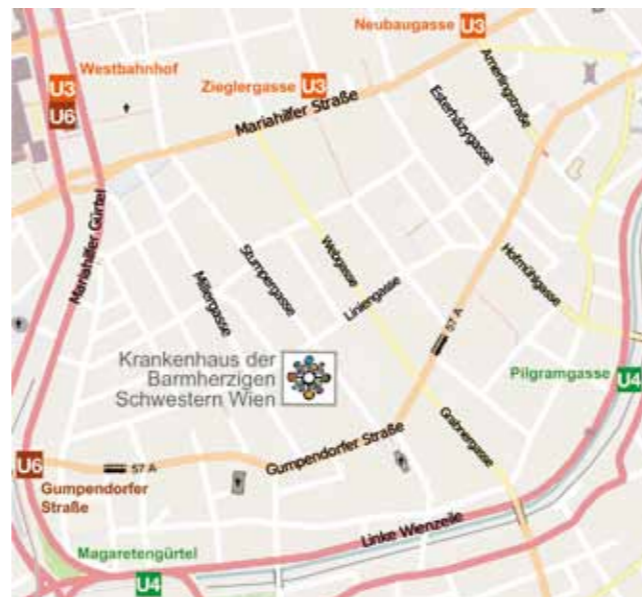 Neubaugasse U3
Westbahnhof
U3
U6
Zieglergasse U3
Mariahilfer Straße
Amerlingstraße
Esterházygasse
Mariahilfer Gürtel
Millergasse
Stumpergasse
Webgasse
Liniengasse
Hofmühlgasse
57 A
Krankenhaus der
Barmherzigen
Schwestern Wien
Pilgramgasse
U4
Gumpendorfer Straße
Grabnergasse
U6
57 A
Gumpendorfer
Straße
Linke Wienzeile
Magaretengürtel
U4